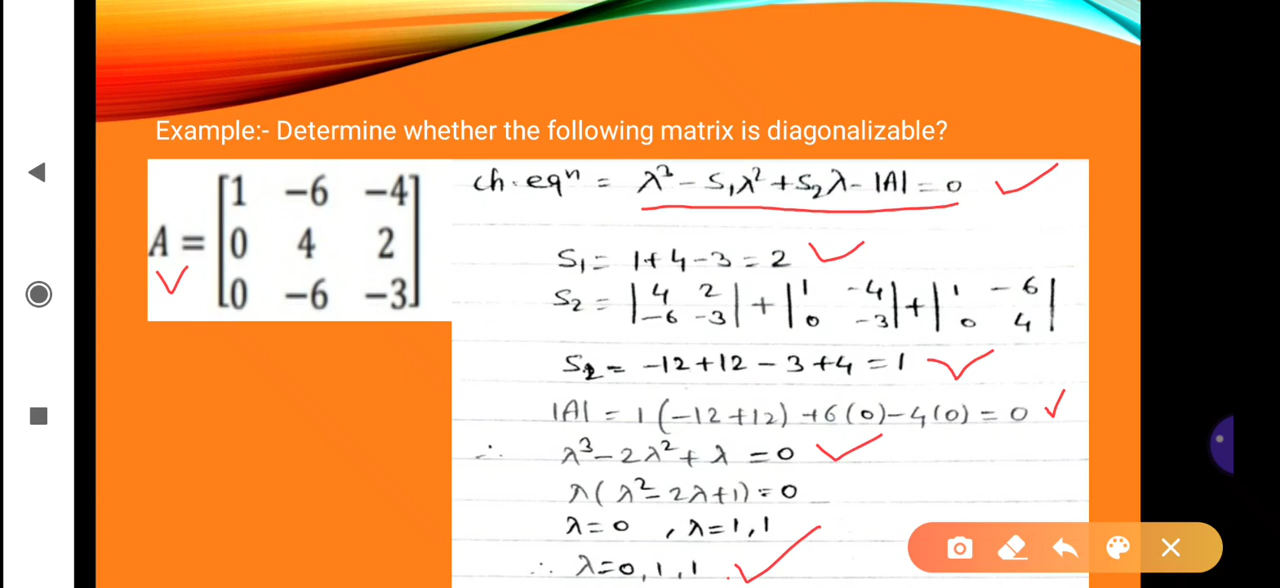 Example:- Determine whether the following matrix is diagonalizable?
A = [1 -6 -4]
[0 4 2]
[0 -6 -3]
ch. eqⁿ = λ³ - S₁λ² + S₂λ - |A| = 0
S₁ = 1+4-3 = 2
S₂ = |4 2 -6 -3| + |1 -4 0 -3| + |1 -6 0 4|
S₂ = -12+12-3+4 = 1
|A| = 1(-12+12)+6(0)-4(0) = 0
∴ λ³-2λ²+λ = 0
λ(λ²-2λ+1) = 0
λ=0 , λ=1,1
∴ λ=0,1,1.